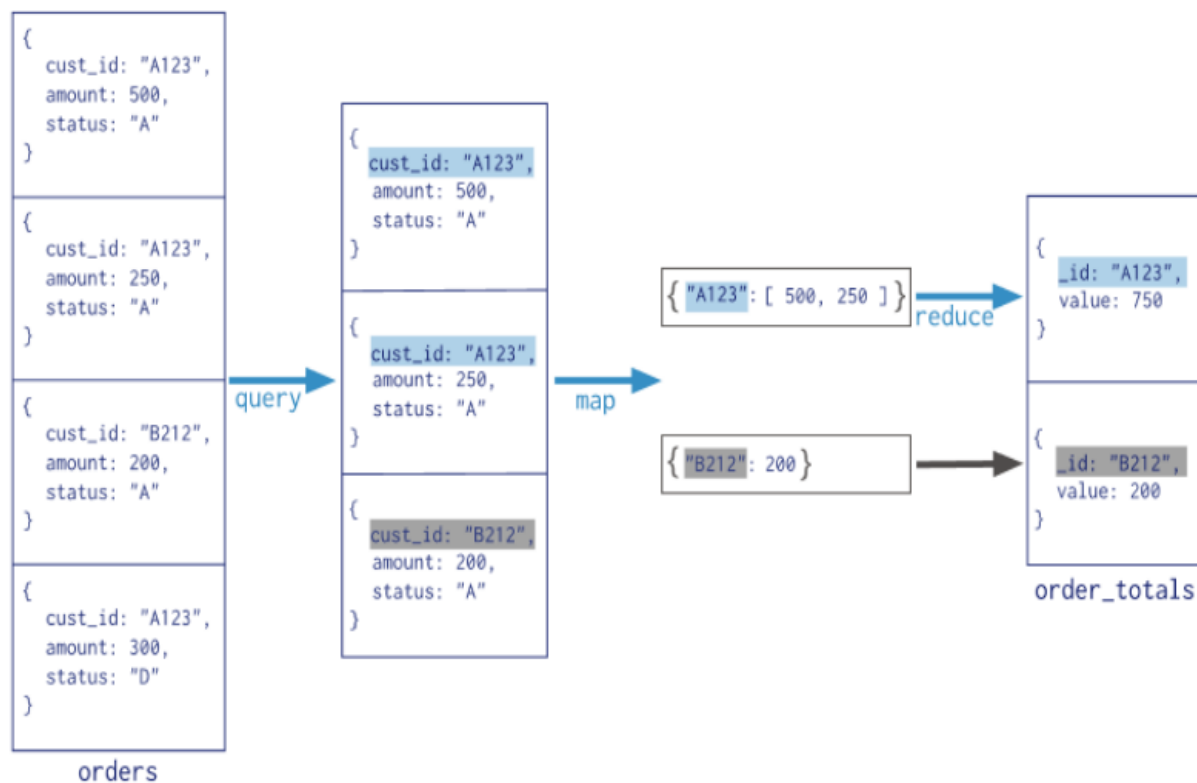 {
cust_id: "A123",
amount: 500,
status: "A"
}
{
cust_id: "A123",
amount: 250,
status: "A"
}
{
cust_id: "B212",
amount: 200,
status: "A"
}
{
cust_id: "A123",
amount: 300,
status: "D"
}
orders
query
{
cust_id: "A123",
amount: 500,
status: "A"
}
{
cust_id: "A123",
amount: 250,
status: "A"
}
{
cust_id: "B212",
amount: 200,
status: "A"
}
map
{ "A123": [ 500, 250 ] }
{ "B212": 200 }
reduce
{
_id: "A123",
value: 750
}
{
_id: "B212",
value: 200
}
order_totals